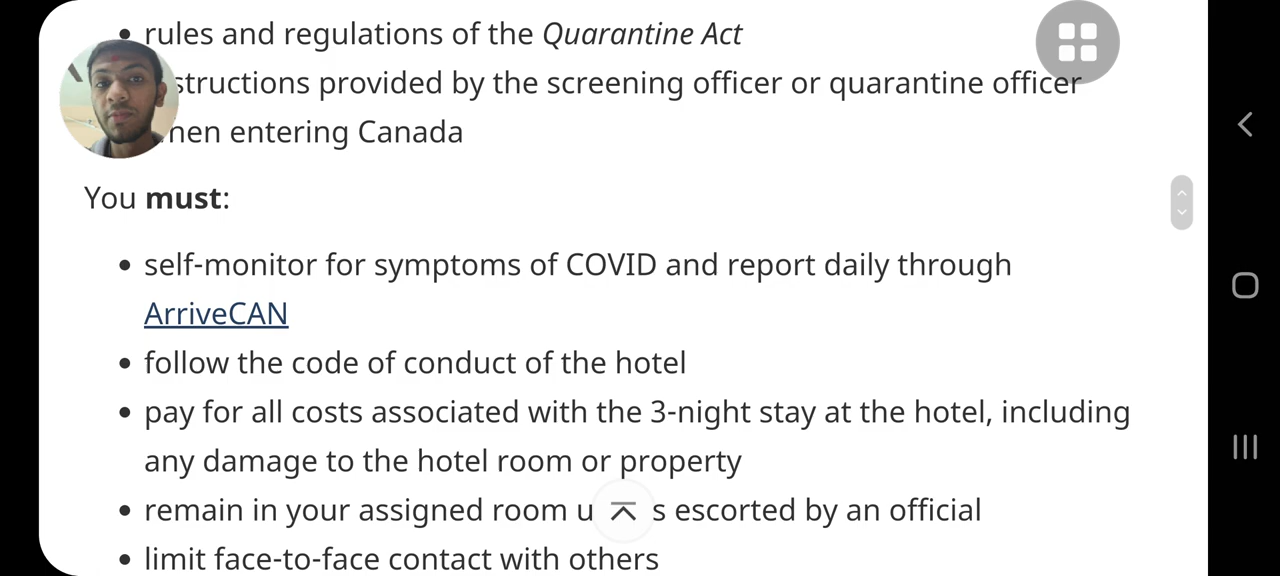 rules and regulations of the Quarantine Act
structions provided by the screening officer or quarantine officer
hen entering Canada
You must:
self-monitor for symptoms of COVID and report daily through
ArriveCAN
follow the code of conduct of the hotel
pay for all costs associated with the 3-night stay at the hotel, including
any damage to the hotel room or property
remain in your assigned room u s escorted by an official
limit face-to-face contact with others